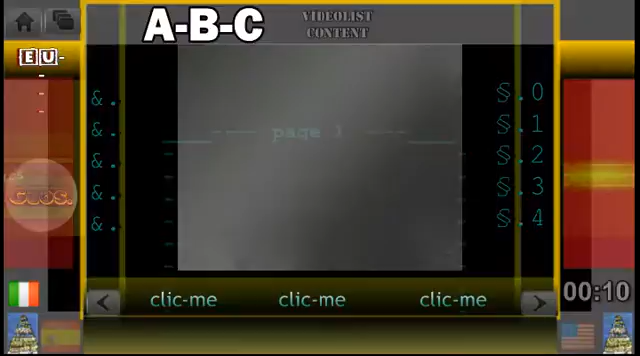 A-B-C
VIDEOLIST
CONTENT
EU-
-
-
-
&.
&.
&.
&.
&.
---- page 1 ----
§.0
§.1
§.2
§.3
§.4
clic-me
clic-me
clic-me
00:10